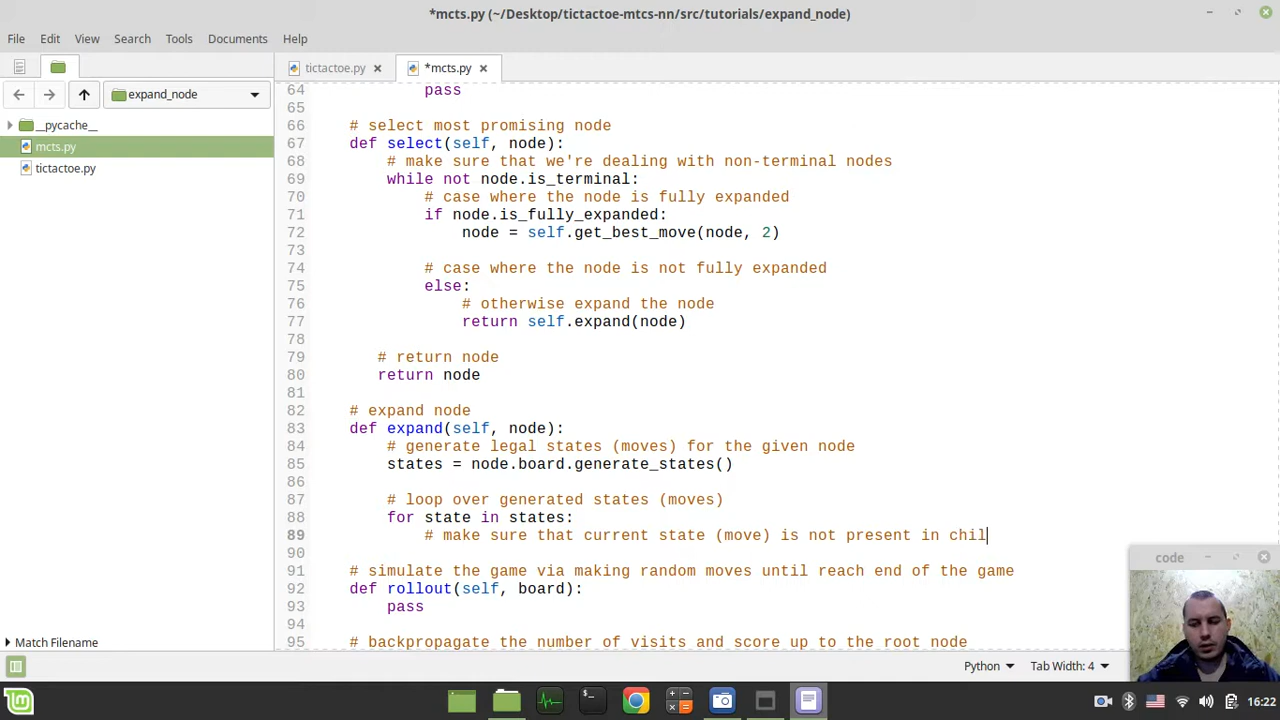 *mcts.py (~/Desktop/tictactoe-mtcs-nn/src/tutorials/expand_node)
File Edit View Search Tools Documents Help
tictactoe.py *mcts.py
expand_node
__pycache__
mcts.py
tictactoe.py
64 pass
65
66 # select most promising node
67 def select(self, node):
68 # make sure that we're dealing with non-terminal nodes
69 while not node.is_terminal:
70 # case where the node is fully expanded
71 if node.is_fully_expanded:
72 node = self.get_best_move(node, 2)
73
74 # case where the node is not fully expanded
75 else:
76 # otherwise expand the node
77 return self.expand(node)
78
79 # return node
80 return node
81
82 # expand node
83 def expand(self, node):
84 # generate legal states (moves) for the given node
85 states = node.board.generate_states()
86
87 # loop over generated states (moves)
88 for state in states:
89 # make sure that current state (move) is not present in chil
90
91 # simulate the game via making random moves until reach end of the game
92 def rollout(self, board):
93 pass
94
95 # backpropagate the number of visits and score up to the root node
code
Match Filename
Python Tab Width: 4
16:22